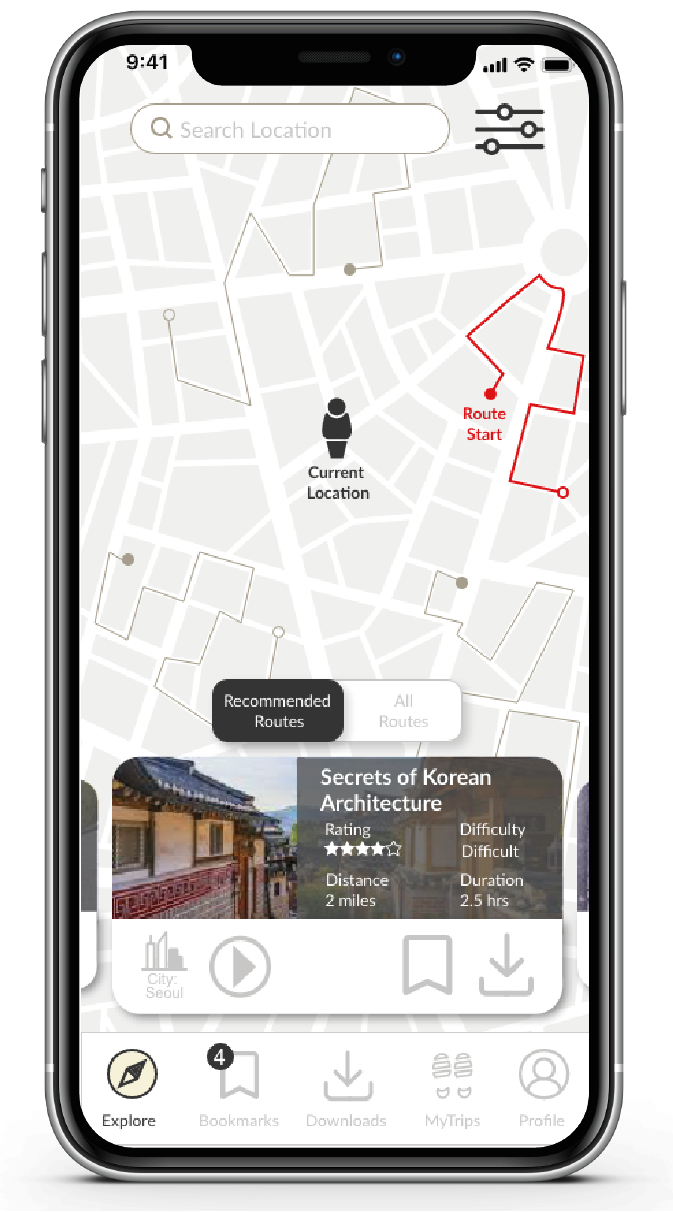 9:41
Search Location
Route
Start
Current
Location
Recommended
Routes
All
Routes
Secrets of Korean
Architecture
Rating
Difficulty
Difficult
Distance
2 miles
Duration
2.5 hrs
City:
Seoul
4
Explore
Bookmarks
Downloads
MyTrips
Profile